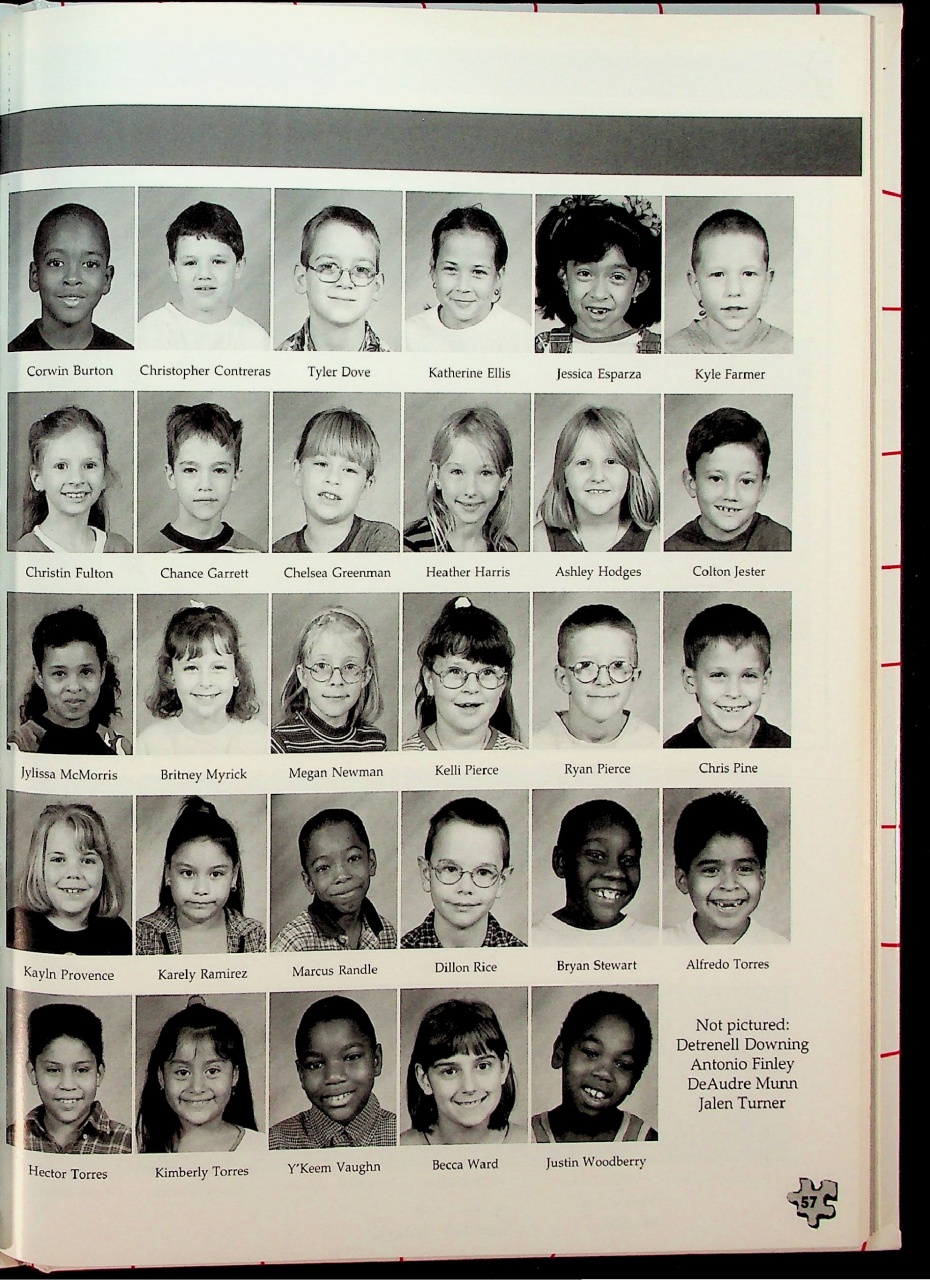 Corwin Burton Christopher Contreras Tyler Dove Katherine Ellis Jessica Esparza Kyle Farmer
Christin Fulton Chance Garrett Chelsea Greenman Heather Harris Ashley Hodges Colton Jester
Jylissa McMorris Britney Myrick Megan Newman Kelli Pierce Ryan Pierce Chris Pine
Kayln Provence Karely Ramirez Marcus Randle Dillon Rice Bryan Stewart Alfredo Torres
Hector Torres Kimberly Torres Y'Keem Vaughn Becca Ward Justin Woodberry
Not pictured:
Detrenell Downing
Antonio Finley
DeAudre Munn
Jalen Turner
57